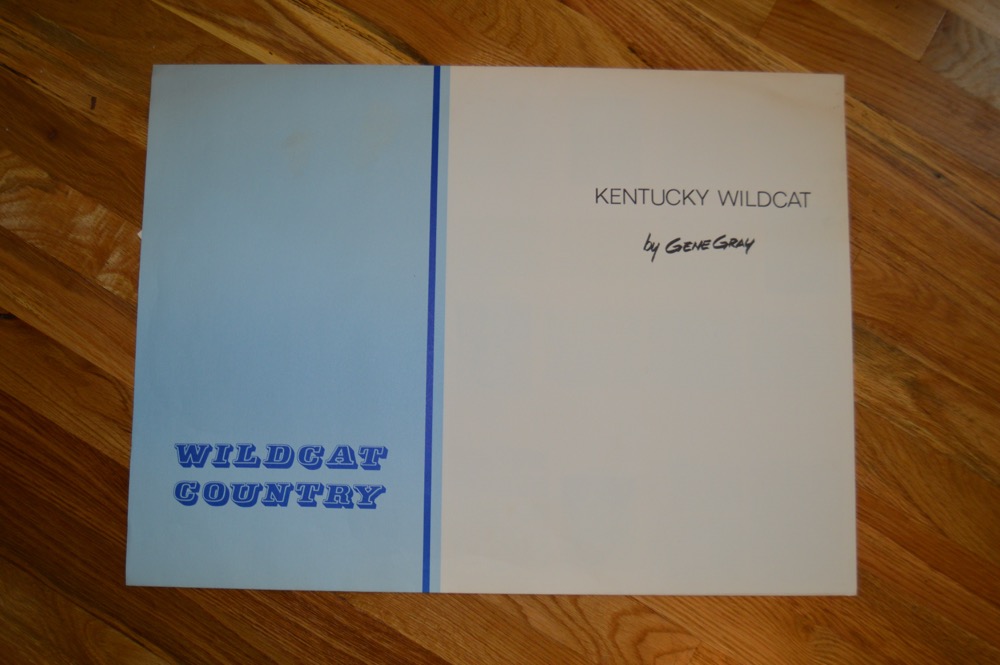 KENTUCKY WILDCAT
by GENE GRAY
WILDCAT
COUNTRY